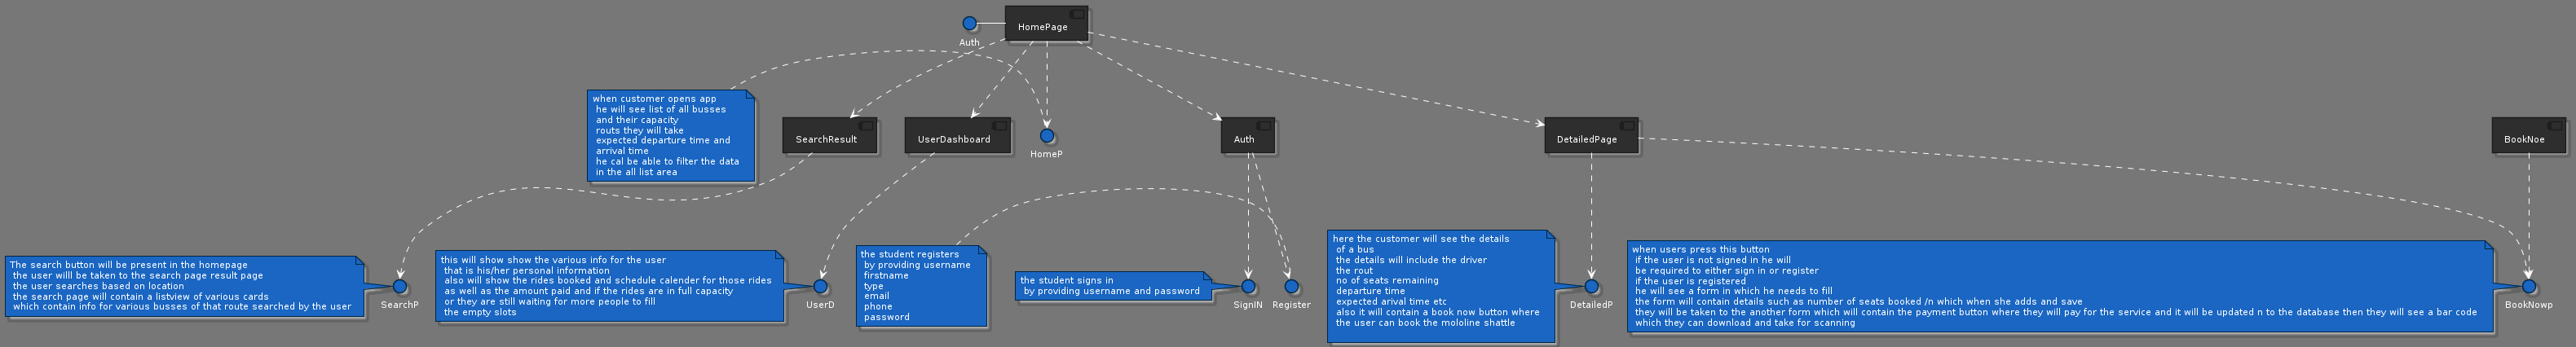 HomePage
Auth
when customer opens app
he will see list of all busses
and their capacity
routs they will take
expected departure time and
arrival time
he cal be able to filter the data
in the all list area
SearchResult
UserDashboard
HomeP
Auth
DetailedPage
BookNoe
The search button will be present in the homepage
the user willl be taken to the search page result page
the user searches based on location
the search page will contain a listview of various cards
which contain info for various busses of that route searched by the user
SearchP
this will show show the various info for the user
that is his/her personal information
also will show the rides booked and schedule calender for those rides
as well as the amount paid and if the rides are in full capacity
or they are still waiting for more people to fill
the empty slots
UserD
the student registers
by providing username
firstname
type
email
phone
password
the student signs in
by providing username and password
SignIN
Register
here the customer will see the details
of a bus
the details will include the driver
the rout
no of seats remaining
departure time
expected arival time etc
also it will contain a book now button where
the user can book the mololine shattle
DetailedP
when users press this button
if the user is not signed in he will
be required to either sign in or register
if the user is registered
he will see a form in which he needs to fill
the form will contain details such as number of seats booked /n which when she adds and save
they will be taken to the another form which will contain the payment button where they will pay for the service and it will be updated n to the database then they will see a bar code
which they can download and take for scanning
BookNowp